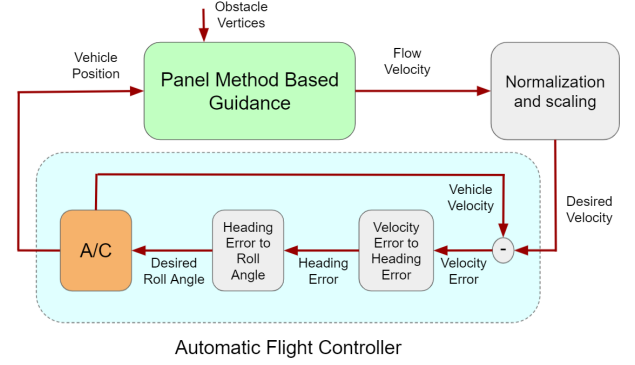 Obstacle
Vertices
Vehicle
Position
Panel Method Based
Guidance
Flow
Velocity
Normalization
and scaling
Vehicle
Velocity
Desired
Velocity
A/C
Desired
Roll Angle
Heading
Error to
Roll
Angle
Heading
Error
Velocity
Error to
Heading
Error
Velocity
Error
-
Automatic Flight Controller